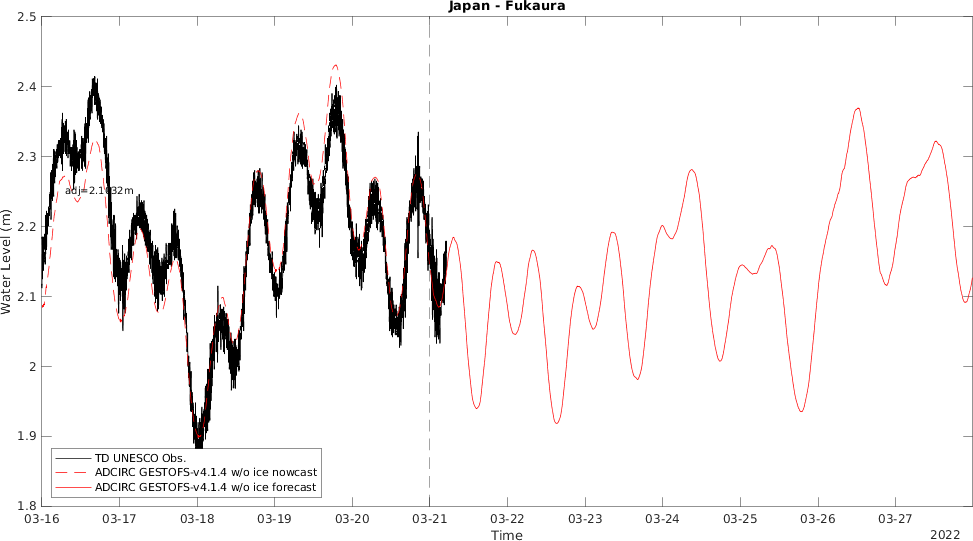 Japan - Fukaura
2.5
2.4
2.3
2.2
2.1
2
1.9
1.8
Water Level (m)
TD UNESCO Obs.
ADCIRC GESTOFS-v4.1.4 w/o ice nowcast
ADCIRC GESTOFS-v4.1.4 w/o ice forecast
03-16 03-17 03-18 03-19 03-20 03-21 03-22 03-23 03-24 03-25 03-26 03-27
Time
2022